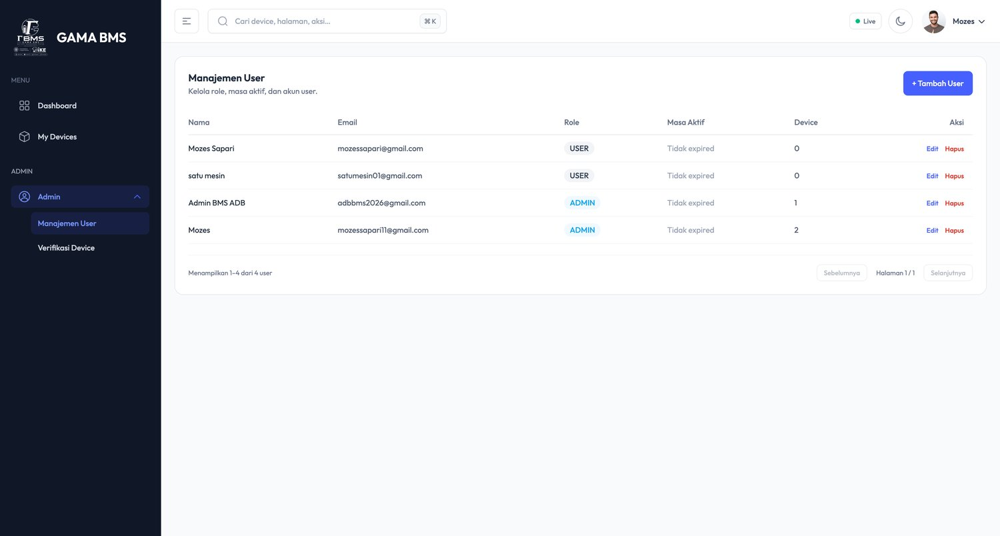 GAMA BMS
ΓBMS
MENU
Dashboard
My Devices
ADMIN
Admin
Manajemen User
Verifikasi Device
Cari device, halaman, aksi...
⌘ K
Live
Mozes
Manajemen User
Kelola role, masa aktif, dan akun user.
+ Tambah User
Nama Email Role Masa Aktif Device Aksi
Mozes Sapari mozessapari@gmail.com USER Tidak expired 0 Edit Hapus
satu mesin satumesin01@gmail.com USER Tidak expired 0 Edit Hapus
Admin BMS ADB adbbms2026@gmail.com ADMIN Tidak expired 1 Edit Hapus
Mozes mozessapari11@gmail.com ADMIN Tidak expired 2 Edit Hapus
Menampilkan 1–4 dari 4 user
Sebelumnya Halaman 1 / 1 Selanjutnya